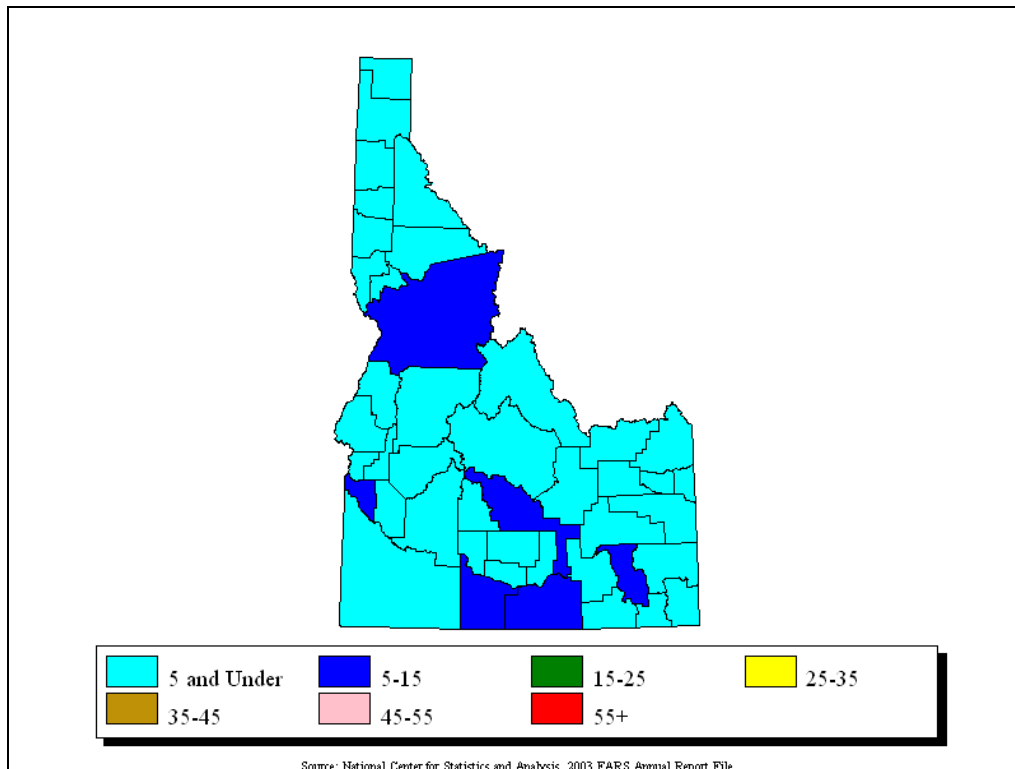 5 and Under 5-15 15-25 25-35
35-45 45-55 55+
Source: National Center for Statistics and Analysis, 2003 FARS Annual Report File